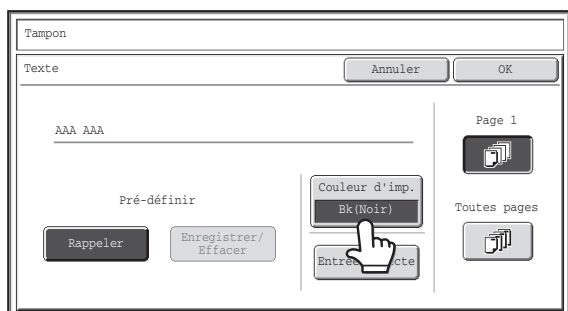 Tampon
Texte
Annuler
OK
AAA AAA
Page 1
Pré-définir
Couleur d'imp.
Bk(Noir)
Toutes pages
Rappeler
Enregistrer/
Effacer